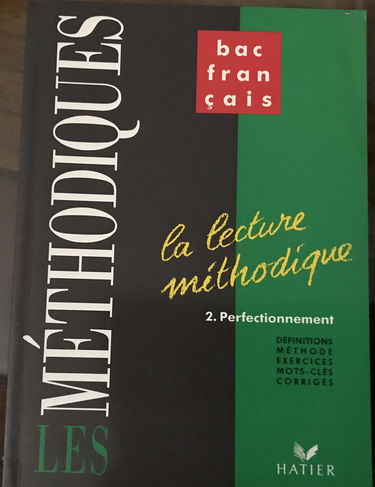 LES MÉTHODIQUES
bac
fran
çais
la lecture
méthodique
2. Perfectionnement
DÉFINITIONS
MÉTHODE
EXERCICES
MOTS-CLÉS
CORRIGÉS
HATIER